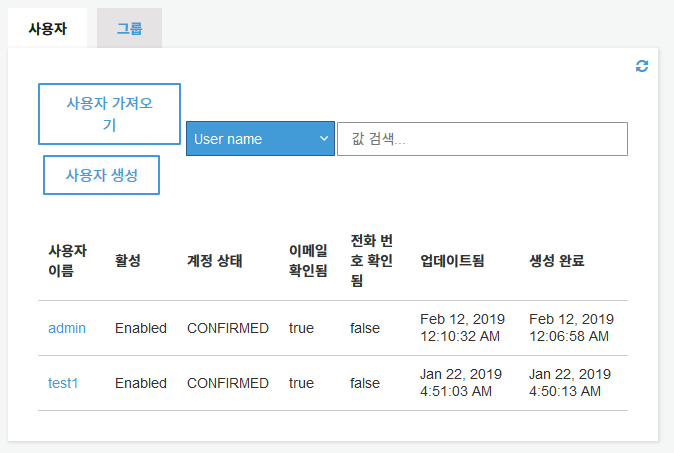 사용자
그룹
사용자 가져오
기
User name
값 검색...
사용자 생성
사용자
이름
활성
계정 상태
이메일
확인됨
전화 번
호 확인
됨
업데이트됨
생성 완료
admin
Enabled
CONFIRMED
true
false
Feb 12, 2019
12:10:32 AM
Feb 12, 2019
12:06:58 AM
test1
Enabled
CONFIRMED
true
false
Jan 22, 2019
4:51:03 AM
Jan 22, 2019
4:50:13 AM